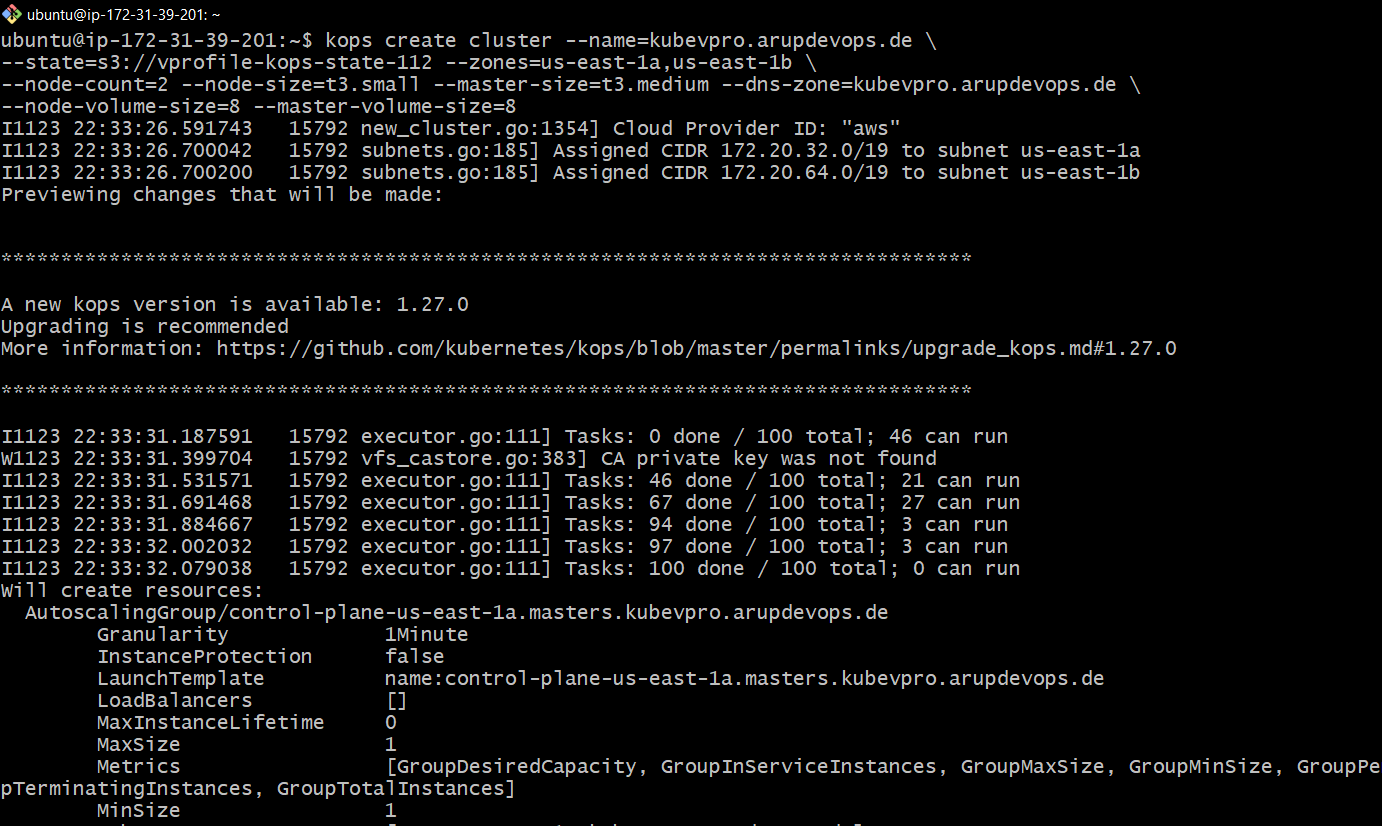 ubuntu@ip-172-31-39-201: ~
ubuntu@ip-172-31-39-201:~$ kops create cluster --name=kubevpro.arupdevops.de \
--state=s3://vprofile-kops-state-112 --zones=us-east-1a,us-east-1b \
--node-count=2 --node-size=t3.small --master-size=t3.medium --dns-zone=kubevpro.arupdevops.de \
--node-volume-size=8 --master-volume-size=8
I1123 22:33:26.591743   15792 new_cluster.go:1354] Cloud Provider ID: "aws"
I1123 22:33:26.700042   15792 subnets.go:185] Assigned CIDR 172.20.32.0/19 to subnet us-east-1a
I1123 22:33:26.700200   15792 subnets.go:185] Assigned CIDR 172.20.64.0/19 to subnet us-east-1b
Previewing changes that will be made:
*********************************************************************************
A new kops version is available: 1.27.0
Upgrading is recommended
More information: https://github.com/kubernetes/kops/blob/master/permalinks/upgrade_kops.md#1.27.0
*********************************************************************************
I1123 22:33:31.187591   15792 executor.go:111] Tasks: 0 done / 100 total; 46 can run
W1123 22:33:31.399704   15792 vfs_castore.go:383] CA private key was not found
I1123 22:33:31.531571   15792 executor.go:111] Tasks: 46 done / 100 total; 21 can run
I1123 22:33:31.691468   15792 executor.go:111] Tasks: 67 done / 100 total; 27 can run
I1123 22:33:31.884667   15792 executor.go:111] Tasks: 94 done / 100 total; 3 can run
I1123 22:33:32.002032   15792 executor.go:111] Tasks: 97 done / 100 total; 3 can run
I1123 22:33:32.079038   15792 executor.go:111] Tasks: 100 done / 100 total; 0 can run
Will create resources:
  AutoscalingGroup/control-plane-us-east-1a.masters.kubevpro.arupdevops.de
        Granularity             1Minute
        InstanceProtection      false
        LaunchTemplate          name:control-plane-us-east-1a.masters.kubevpro.arupdevops.de
        LoadBalancers           []
        MaxInstanceLifetime     0
        MaxSize                 1
        Metrics                 [GroupDesiredCapacity, GroupInServiceInstances, GroupMaxSize, GroupMinSize, GroupPe
pTerminatingInstances, GroupTotalInstances]
        MinSize                 1